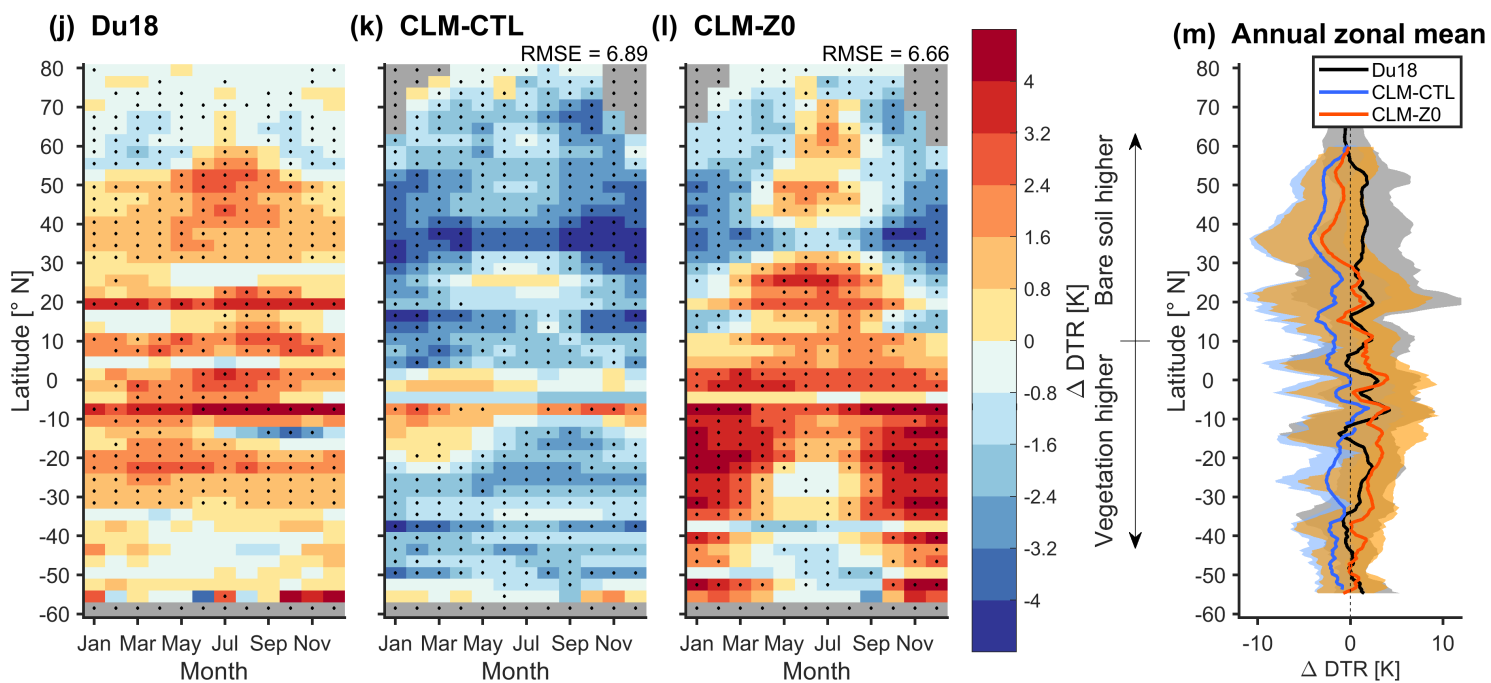 (j) Du18
(k) CLM-CTL
(l) CLM-Z0
(m) Annual zonal mean
RMSE = 6.89
RMSE = 6.66
Latitude [° N]
80
70
60
50
40
30
20
10
0
-10
-20
-30
-40
-50
-60
Jan Mar May Jul Sep Nov
Month
Jan Mar May Jul Sep Nov
Month
Jan Mar May Jul Sep Nov
Month
4
3.2
2.4
1.6
0.8
0
-0.8
-1.6
-2.4
-3.2
-4
Δ DTR [K]
Bare soil higher
Vegetation higher
Du18
CLM-CTL
CLM-Z0
Latitude [° N]
80
70
60
50
40
30
20
10
0
-10
-20
-30
-40
-50
-60
-10 0 10
Δ DTR [K]